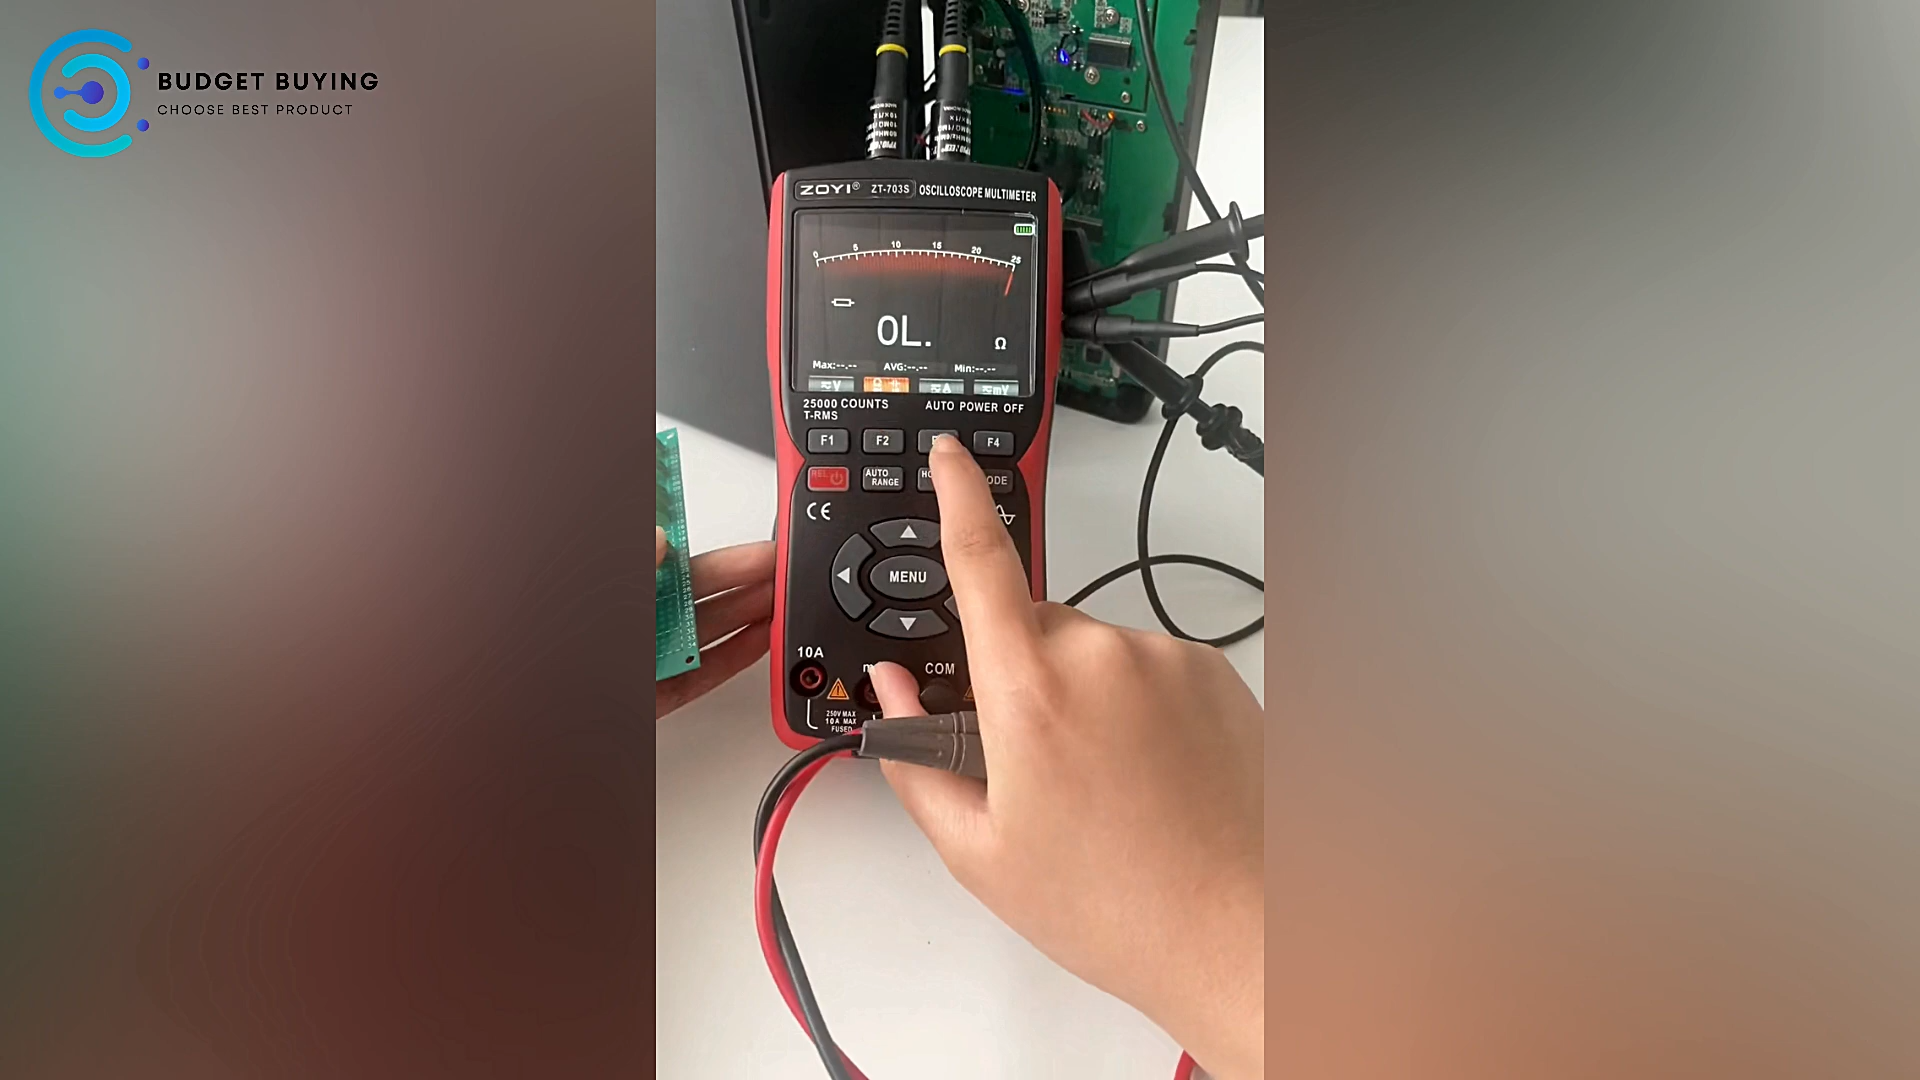 BUDGET BUYING
CHOOSE BEST PRODUCT
ZOYI® ZT-703S OSCILLOSCOPE MULTIMETER
0 5 10 15 20 25
0L.
Ω
Max:--.-- AVG:--.-- Min:--.--
25000 COUNTS
T-RMS
AUTO POWER OFF
F1 F2 F4
REL
AUTO
RANGE
CE
MENU
10A
COM
250V MAX
10A MAX
FUSED